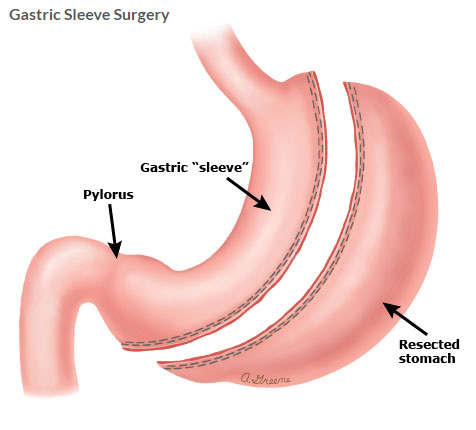 Gastric Sleeve Surgery
Gastric “sleeve”
Pylorus
Resected
stomach
A. Greene